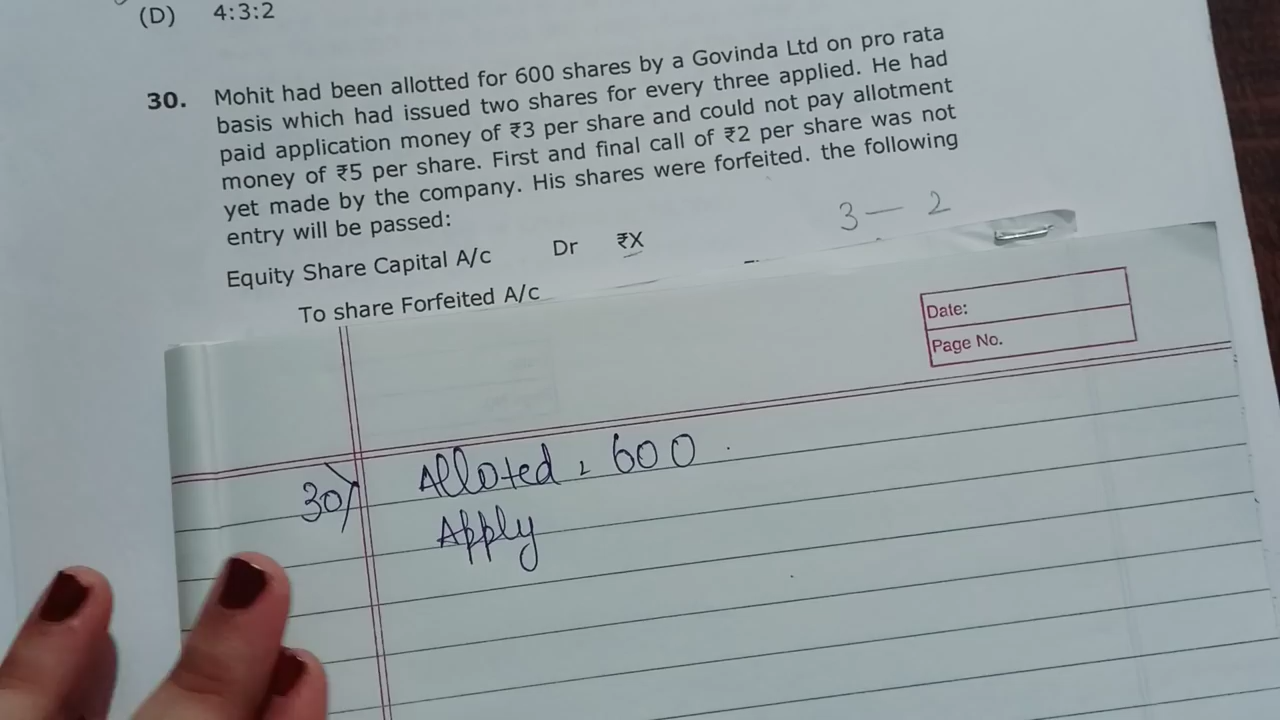 (D) 4:3:2
30. Mohit had been allotted for 600 shares by a Govinda Ltd on pro rata
basis which had issued two shares for every three applied. He had
paid application money of ₹3 per share and could not pay allotment
money of ₹5 per share. First and final call of ₹2 per share was not
yet made by the company. His shares were forfeited. the following
entry will be passed:
3 — 2
Equity Share Capital A/c Dr ₹X
To share Forfeited A/c
Date:
Page No.
30) Alloted : 600
Apply